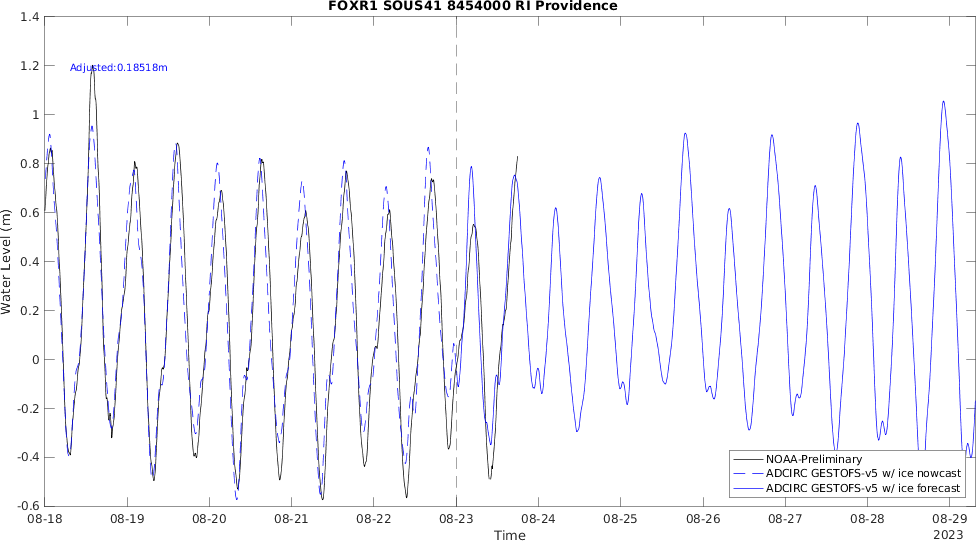 FOXR1 SOUS41 8454000 RI Providence
Adjusted:0.18518m
1.4
1.2
1
0.8
0.6
0.4
0.2
0
-0.2
-0.4
-0.6
Water Level (m)
NOAA-Preliminary
ADCIRC GESTOFS-v5 w/ ice nowcast
ADCIRC GESTOFS-v5 w/ ice forecast
08-18 08-19 08-20 08-21 08-22 08-23 08-24 08-25 08-26 08-27 08-28 08-29
Time
2023